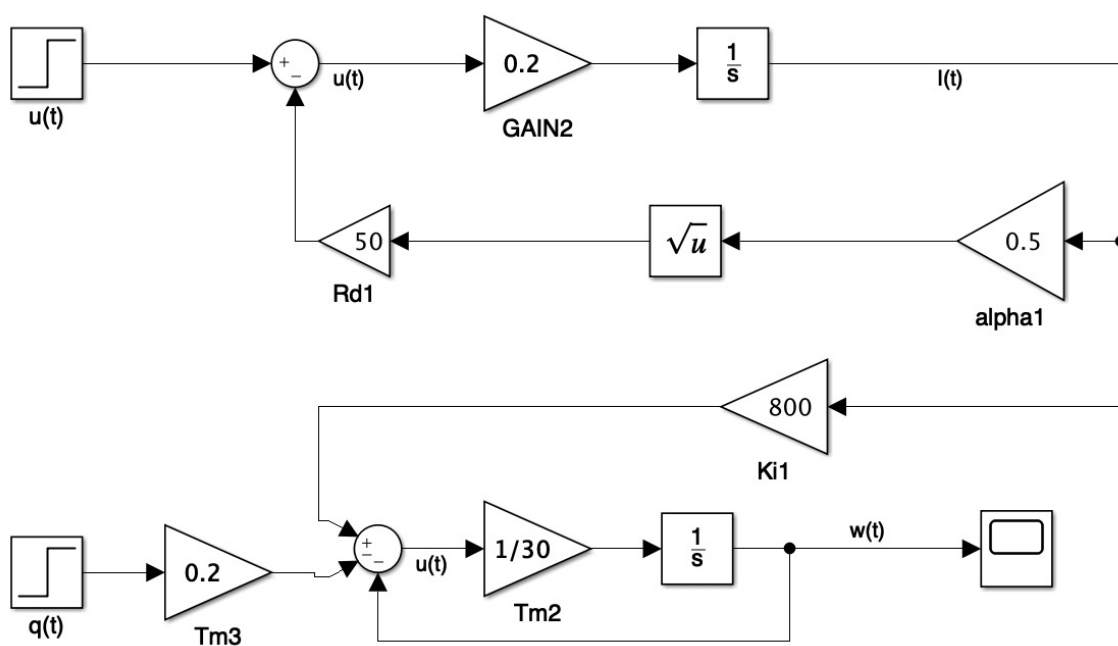 +
−
u(t)
u(t)
0.2
GAIN2
1
s
I(t)
50
Rd1
√u
0.5
alpha1
800
Ki1
q(t)
0.2
Tm3
+
−
−
u(t)
1/30
Tm2
1
s
w(t)